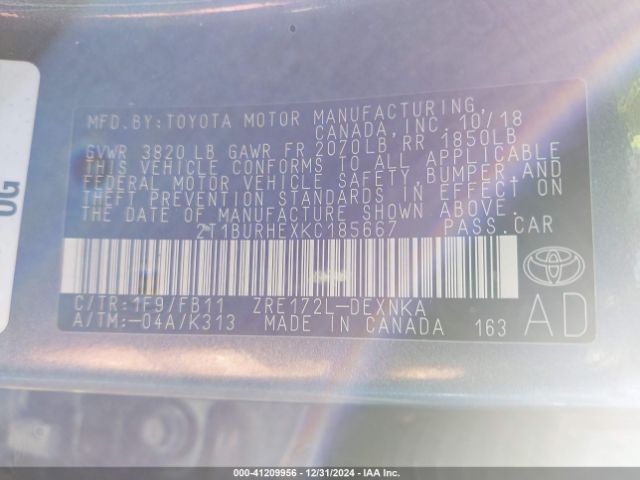 MFD.BY:TOYOTA MOTOR MANUFACTURING,
CANADA, INC. 10/18
GVWR 3820 LB GAWR FR 2070LB RR 1850LB
THIS VEHICLE CONFORMS TO ALL APPLICABLE
FEDERAL MOTOR VEHICLE SAFETY, BUMPER, AND
THEFT PREVENTION STANDARDS IN EFFECT ON
THE DATE OF MANUFACTURE SHOWN ABOVE.
2T1BURHEXKC185667 PASS.CAR
C/TR:1F9/FB11 ZRE172L-DEXNKA
A/TM:-04A/K313 MADE IN CANADA 163
AD
OG
000-41209956 • 12/31/2024 • IAA Inc.